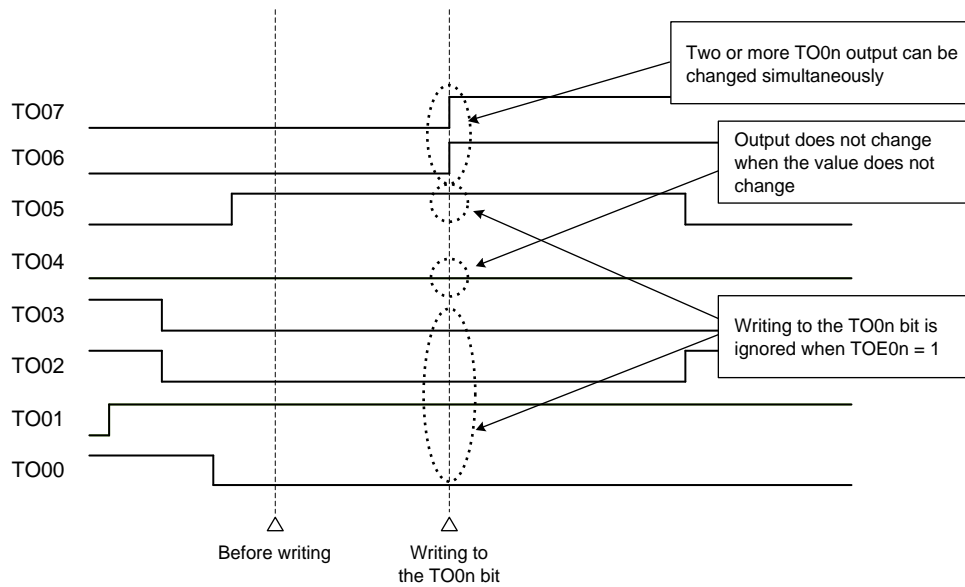 Two or more TO0n output can be
changed simultaneously
TO07
Output does not change
when the value does not
change
TO06
TO05
TO04
TO03
Writing to the TO0n bit is
ignored when TOE0n = 1
TO02
TO01
TO00
Before writing
Writing to
the TO0n bit